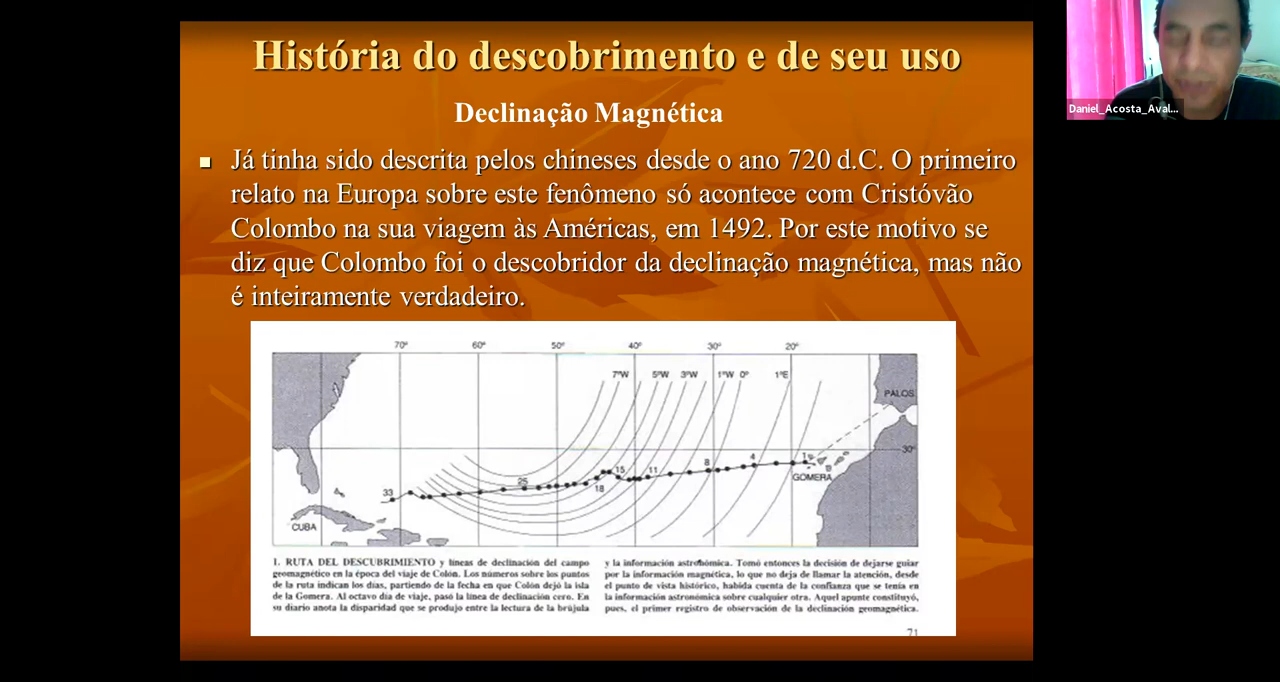 História do descobrimento e de seu uso
Declinação Magnética
Já tinha sido descrita pelos chineses desde o ano 720 d.C. O primeiro
relato na Europa sobre este fenômeno só acontece com Cristóvão
Colombo na sua viagem às Américas, em 1492. Por este motivo se
diz que Colombo foi o descobridor da declinação magnética, mas não
é inteiramente verdadeiro.
Daniel_Acosta_Aval...
70° 60° 50° 40° 30° 20°
7°W 5°W 3°W 1°W 0° 1°E
PALOS
30°
33 25 18 15 11 8 4 1
GOMERA
CUBA
1. RUTA DEL DESCUBRIMIENTO y líneas de declinación del campo
geomagnético en la época del viaje de Colón. Los números sobre los puntos
de la ruta indican los días, partiendo de la fecha en que Colón dejó la isla
de la Gomera. Al octavo día de viaje, pasó la línea de declinación cero. En
su diario anota la disparidad que se produjo entre la lectura de la brújula
y la información astronómica. Tomó entonces la decisión de dejarse guiar
por la información magnética, lo que no deja de llamar la atención, desde
el punto de vista histórico, habida cuenta de la confianza que se tenía en
la información astronómica sobre cualquier otra. Aquel apunte constituyó,
pues, el primer registro de observación de la declinación geomagnética.
71